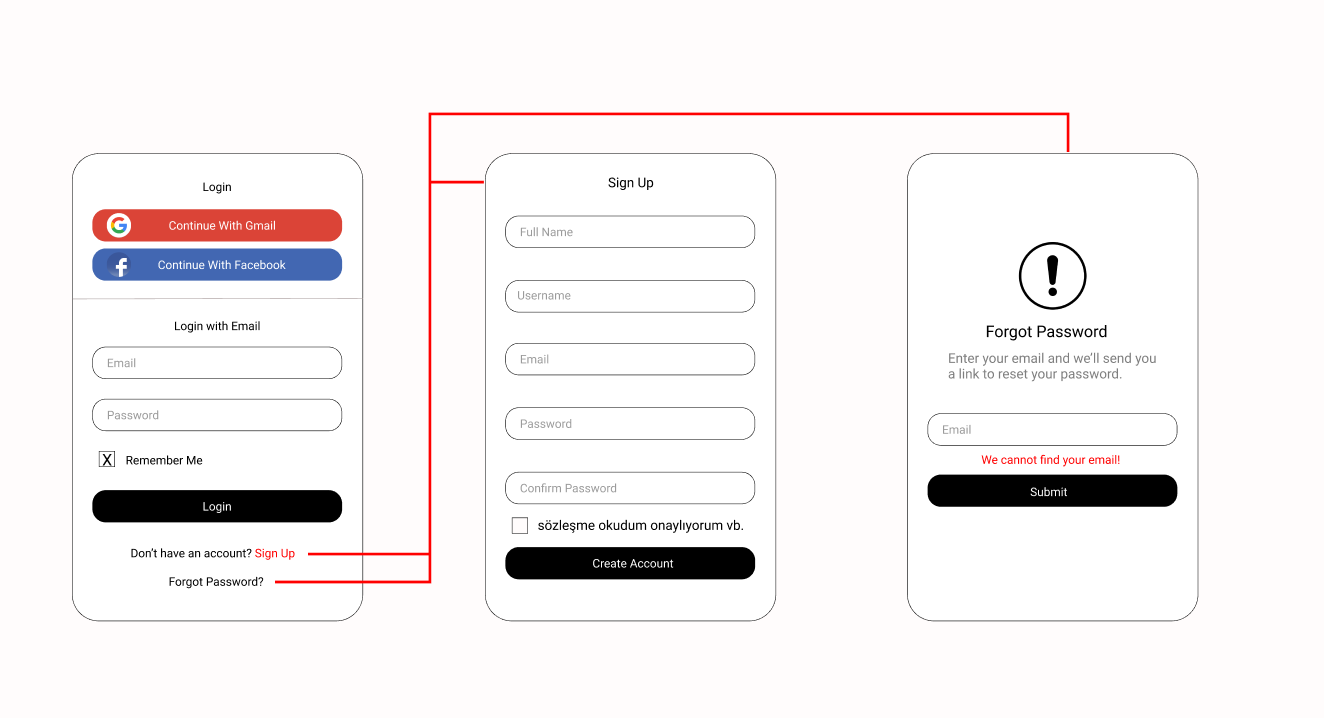 Login
Continue With Gmail
Continue With Facebook
Login with Email
Email
Password
X Remember Me
Login
Don't have an account? Sign Up
Forgot Password?
Sign Up
Full Name
Username
Email
Password
Confirm Password
sözleşme okudum onaylıyorum vb.
Create Account
Forgot Password
Enter your email and we'll send you
a link to reset your password.
Email
We cannot find your email!
Submit